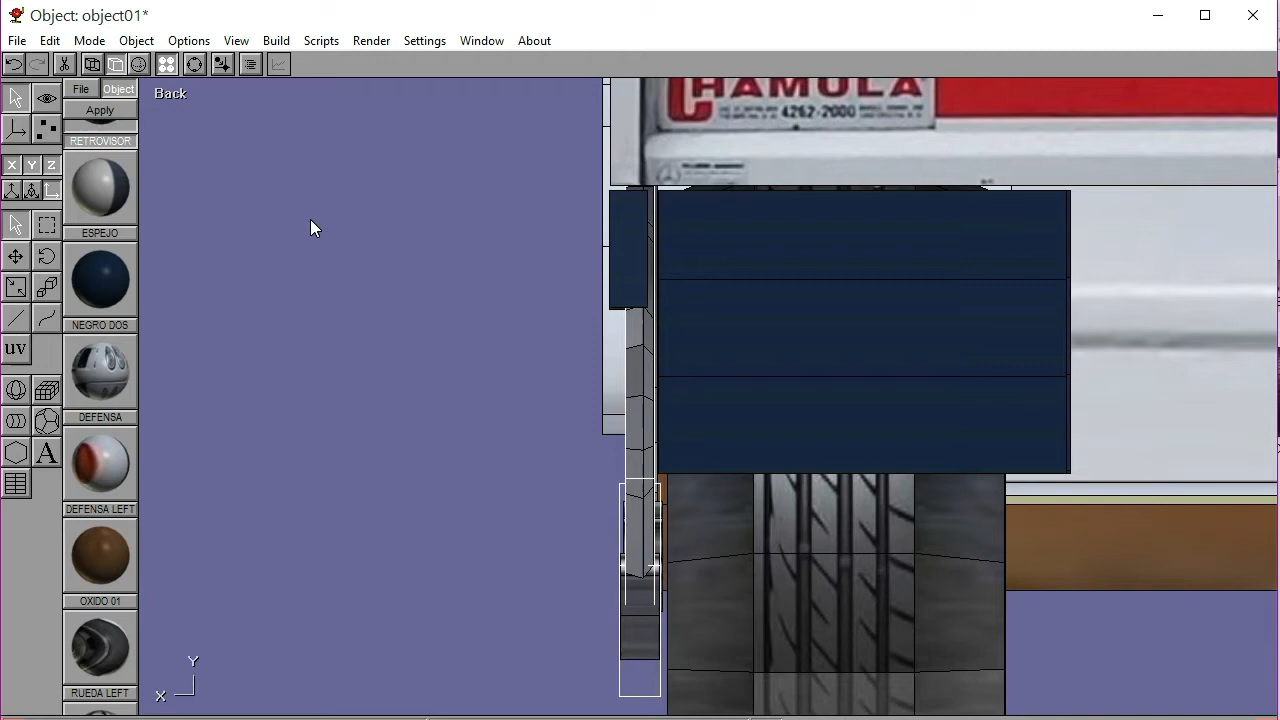 Object: object01*
File Edit Mode Object Options View Build Scripts Render Settings Window About
File Object
Apply
Back
RETROVISOR
X Y Z
ESPEJO
NEGRO DOS
uv
DEFENSA
A
DEFENSA LEFT
OXIDO 01
RUEDA LEFT
CHAMULA
4262-2000
Y
X